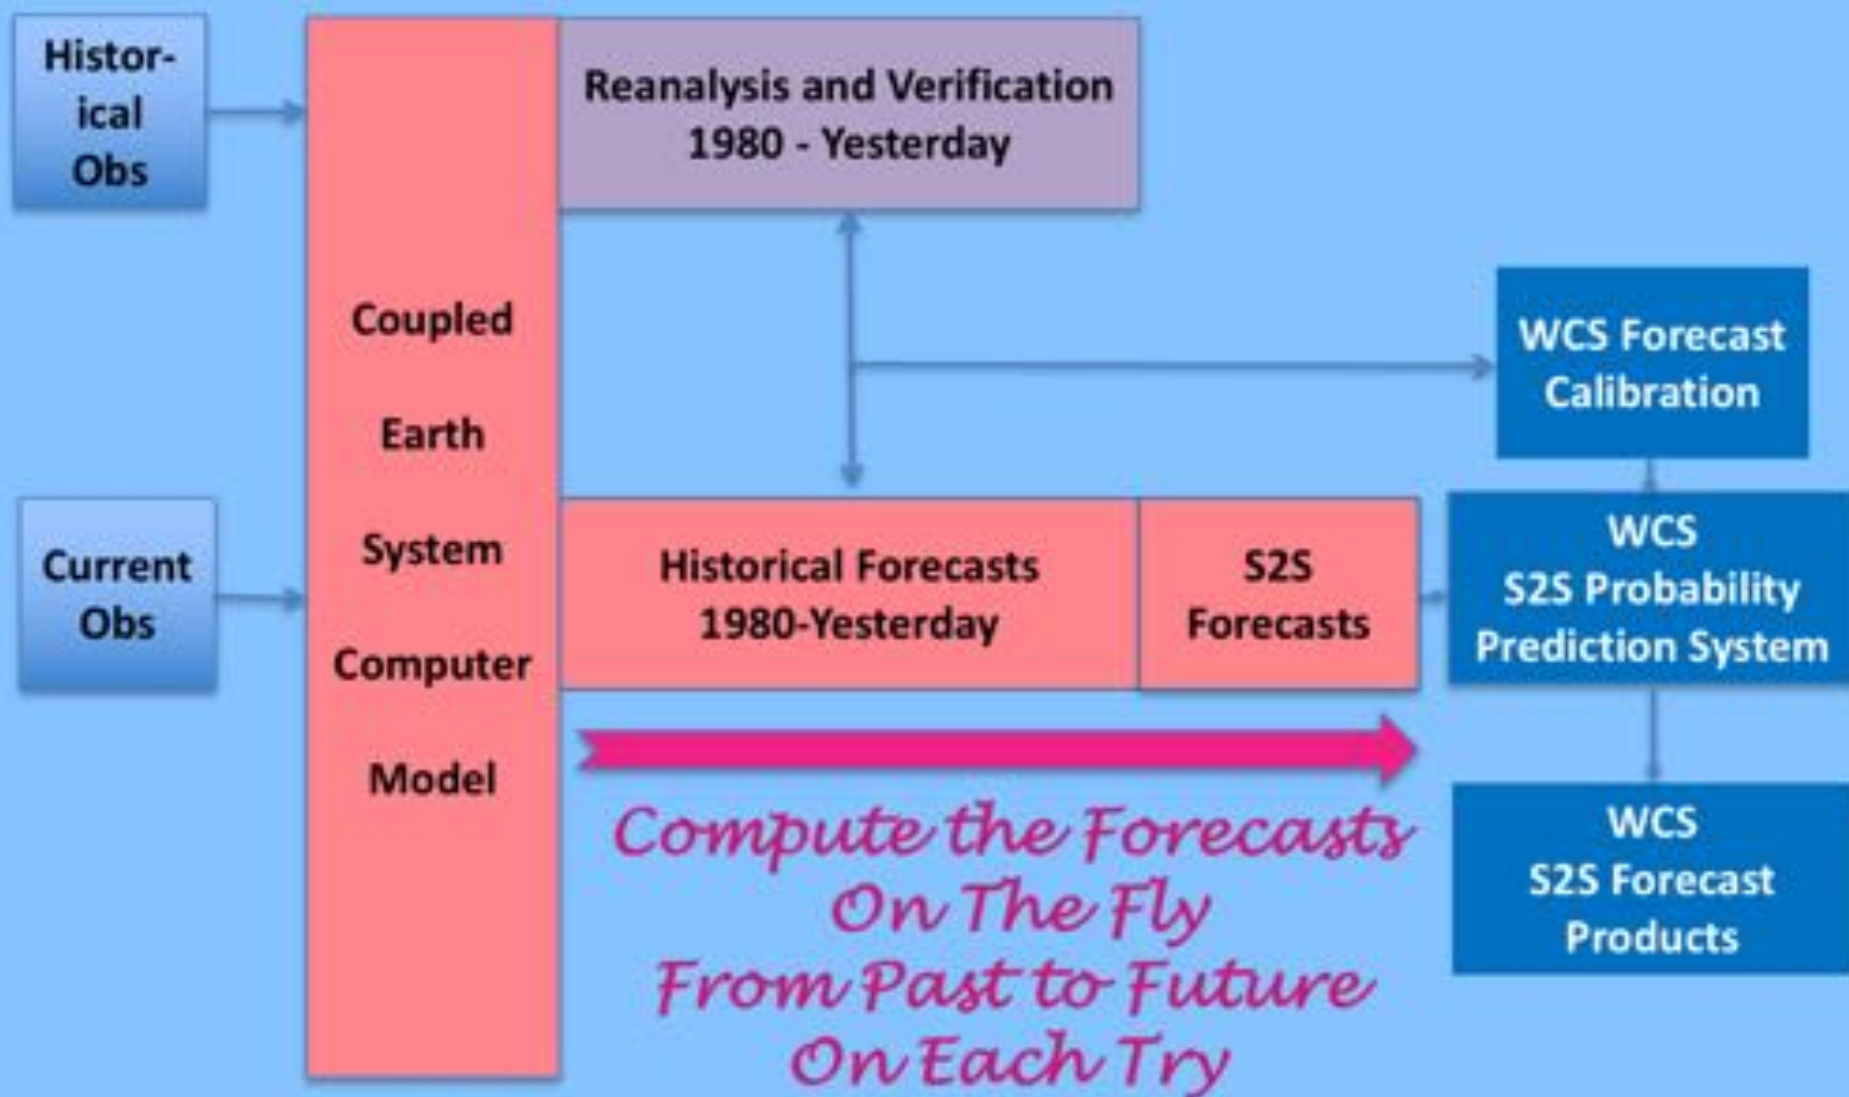 Histor-
ical
Obs
Reanalysis and Verification
1980 - Yesterday
Coupled
Earth
System
Computer
Model
WCS Forecast
Calibration
Current
Obs
Historical Forecasts
1980-Yesterday
S2S
Forecasts
WCS
S2S Probability
Prediction System
Compute the Forecasts
On The Fly
From Past to Future
On Each Try
WCS
S2S Forecast
Products